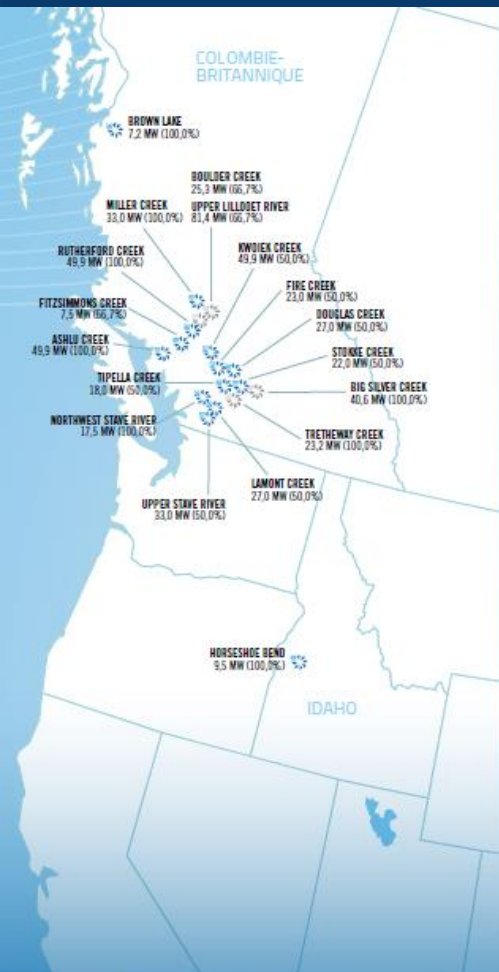 COLOMBIE-
BRITANNIQUE
BROWN LAKE
7,2 MW (100,0%)
BOULDER CREEK
25,3 MW (66,7%)
MILLER CREEK
33,0 MW (100,0%)
UPPER LILLOOET RIVER
81,4 MW (66,7%)
RUTHERFORD CREEK
49,9 MW (100,0%)
KWOIEK CREEK
49,9 MW (50,0%)
FIRE CREEK
23,0 MW (50,0%)
FITZSIMMONS CREEK
7,5 MW (66,7%)
DOUGLAS CREEK
27,0 MW (50,0%)
ASHLU CREEK
49,9 MW (100,0%)
STOKKE CREEK
22,0 MW (50,0%)
TIPELLA CREEK
18,0 MW (50,0%)
BIG SILVER CREEK
40,6 MW (100,0%)
NORTHWEST STAVE RIVER
17,5 MW (100,0%)
TRETHEWAY CREEK
23,2 MW (100,0%)
LAMONT CREEK
27,0 MW (50,0%)
UPPER STAVE RIVER
33,0 MW (50,0%)
HORSESHOE BEND
9,5 MW (100,0%)
IDAHO